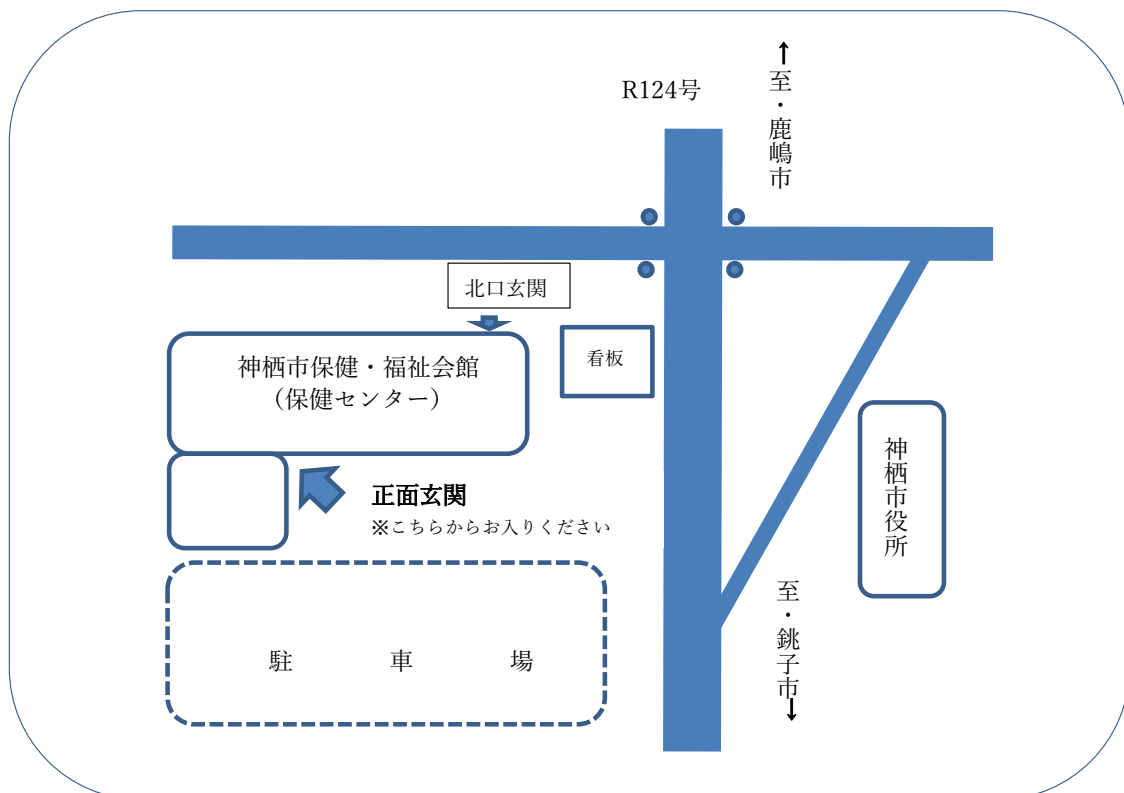 ↑至・鹿嶋市
R124号
北口玄関
看板
神栖市保健・福祉会館
(保健センター)
神栖市役所
正面玄関
※こちらからお入りください
至・銚子市↓
駐車場